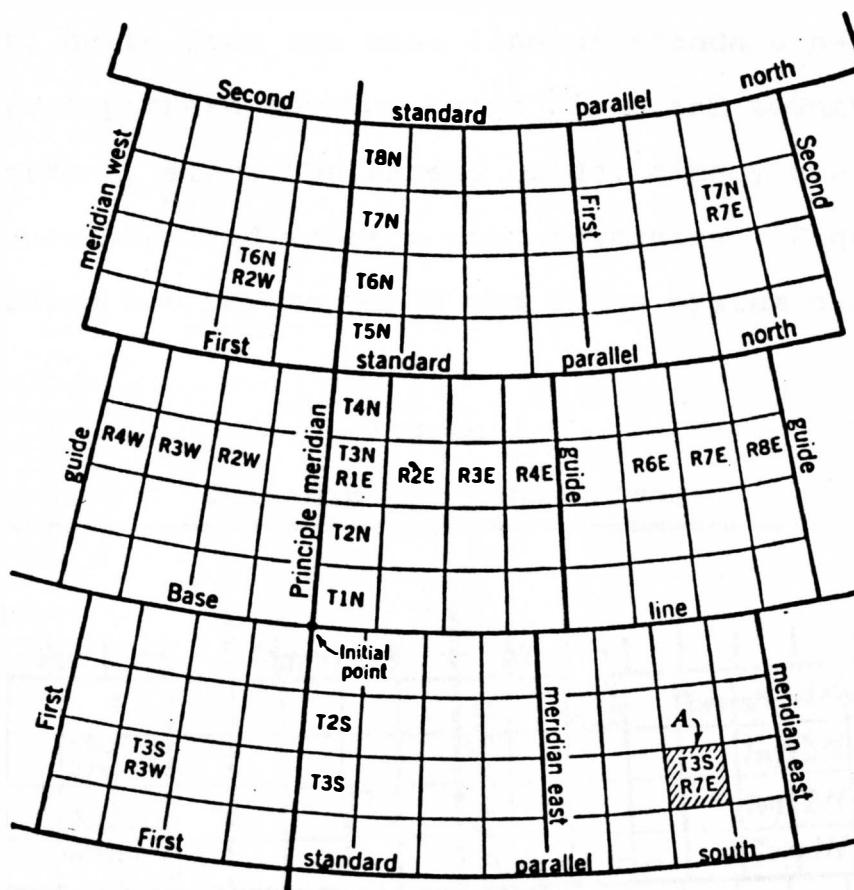 Second standard parallel north
meridian west
T8N
T7N
First
T7N
R7E
Second
T6N
R2W
T6N
T5N
First standard parallel north
guide
Principle meridian
T4N
R4W R3W R2W
T3N
R1E
R2E R3E R4E
guide
R6E R7E R8E
guide
T2N
T1N
Base line
Initial
point
First
T2S
meridian east
A
meridian east
T3S
R3W
T3S
T3S
R7E
First standard parallel south